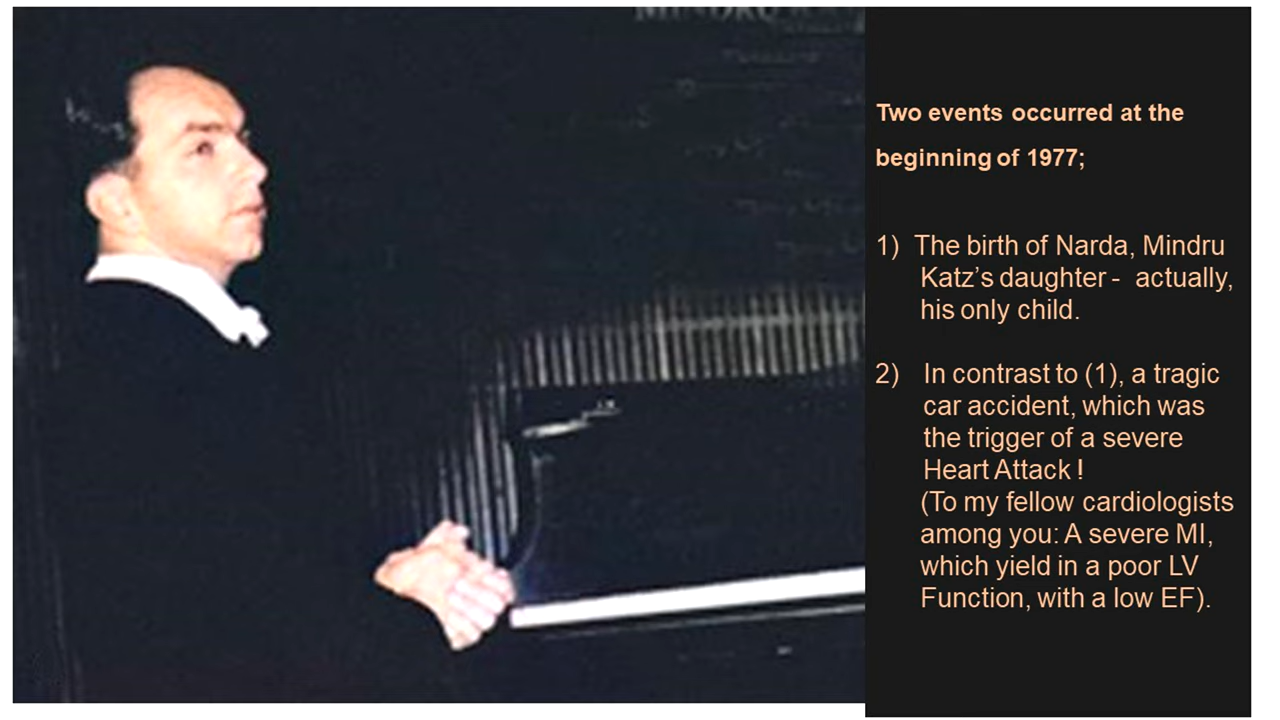 Two events occurred at the
beginning of 1977;
1) The birth of Narda, Mindru
Katz’s daughter - actually,
his only child.
2) In contrast to (1), a tragic
car accident, which was
the trigger of a severe
Heart Attack !
(To my fellow cardiologists
among you: A severe MI,
which yield in a poor LV
Function, with a low EF).